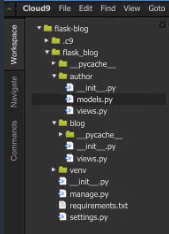 Cloud9 File Edit Find View Goto
Workspace
Navigate
Commands
flask-blog
.c9
flask_blog
__pycache__
author
__init__.py
models.py
views.py
blog
__pycache__
__init__.py
views.py
venv
__init__.py
manage.py
requirements.txt
settings.py